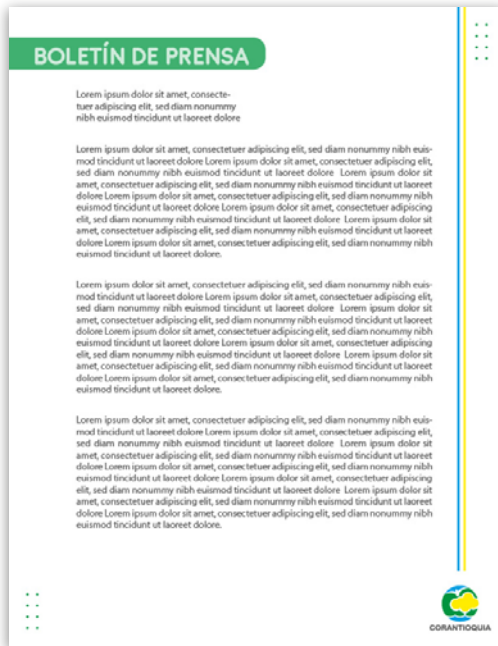 BOLETÍN DE PRENSA
Lorem ipsum dolor sit amet, consecte-
tuer adipiscing elit, sed diam nonummy
nibh euismod tincidunt ut laoreet dolore
Lorem ipsum dolor sit amet, consectetuer adipiscing elit, sed diam nonummy nibh euis-
mod tincidunt ut laoreet dolore Lorem ipsum dolor sit amet, consectetuer adipiscing elit,
sed diam nonummy nibh euismod tincidunt ut laoreet dolore Lorem ipsum dolor sit
amet, consectetuer adipiscing elit, sed diam nonummy nibh euismod tincidunt ut laoreet
dolore Lorem ipsum dolor sit amet, consectetuer adipiscing elit, sed diam nonummy nibh
euismod tincidunt ut laoreet dolore Lorem ipsum dolor sit amet, consectetuer adipiscing
elit, sed diam nonummy nibh euismod tincidunt ut laoreet dolore Lorem ipsum dolor sit
amet, consectetuer adipiscing elit, sed diam nonummy nibh euismod tincidunt ut laoreet
dolore Lorem ipsum dolor sit amet, consectetuer adipiscing elit, sed diam nonummy nibh
euismod tincidunt ut laoreet dolore.
Lorem ipsum dolor sit amet, consectetuer adipiscing elit, sed diam nonummy nibh euis-
mod tincidunt ut laoreet dolore Lorem ipsum dolor sit amet, consectetuer adipiscing elit,
sed diam nonummy nibh euismod tincidunt ut laoreet dolore Lorem ipsum dolor sit
amet, consectetuer adipiscing elit, sed diam nonummy nibh euismod tincidunt ut laoreet
dolore Lorem ipsum dolor sit amet, consectetuer adipiscing elit, sed diam nonummy nibh
euismod tincidunt ut laoreet dolore Lorem ipsum dolor sit amet, consectetuer adipiscing
elit, sed diam nonummy nibh euismod tincidunt ut laoreet dolore Lorem ipsum dolor sit
amet, consectetuer adipiscing elit, sed diam nonummy nibh euismod tincidunt ut laoreet
dolore Lorem ipsum dolor sit amet, consectetuer adipiscing elit, sed diam nonummy nibh
euismod tincidunt ut laoreet dolore.
Lorem ipsum dolor sit amet, consectetuer adipiscing elit, sed diam nonummy nibh euis-
mod tincidunt ut laoreet dolore Lorem ipsum dolor sit amet, consectetuer adipiscing elit,
sed diam nonummy nibh euismod tincidunt ut laoreet dolore Lorem ipsum dolor sit
amet, consectetuer adipiscing elit, sed diam nonummy nibh euismod tincidunt ut laoreet
dolore Lorem ipsum dolor sit amet, consectetuer adipiscing elit, sed diam nonummy nibh
euismod tincidunt ut laoreet dolore Lorem ipsum dolor sit amet, consectetuer adipiscing
elit, sed diam nonummy nibh euismod tincidunt ut laoreet dolore Lorem ipsum dolor sit
amet, consectetuer adipiscing elit, sed diam nonummy nibh euismod tincidunt ut laoreet
dolore Lorem ipsum dolor sit amet, consectetuer adipiscing elit, sed diam nonummy nibh
euismod tincidunt ut laoreet dolore.
CORANTIOQUIA